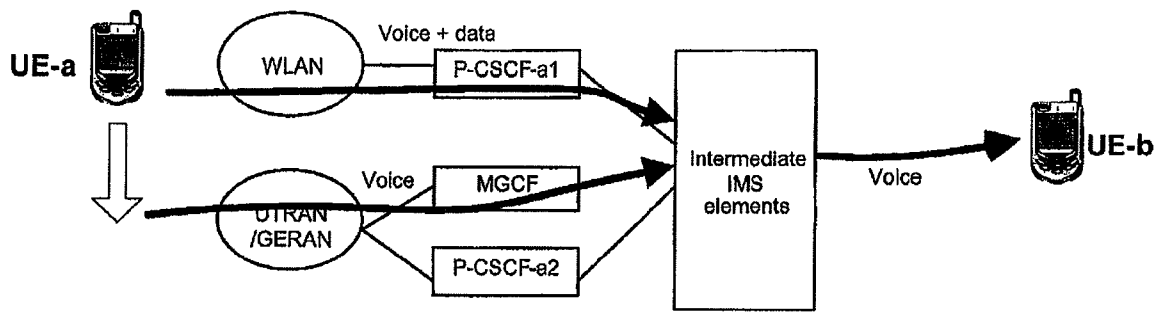 Voice + data
UE-a
WLAN
P-CSCF-a1
Intermediate
IMS
elements
UE-b
Voice
Voice
MGCF
UTRAN
/GERAN
P-CSCF-a2